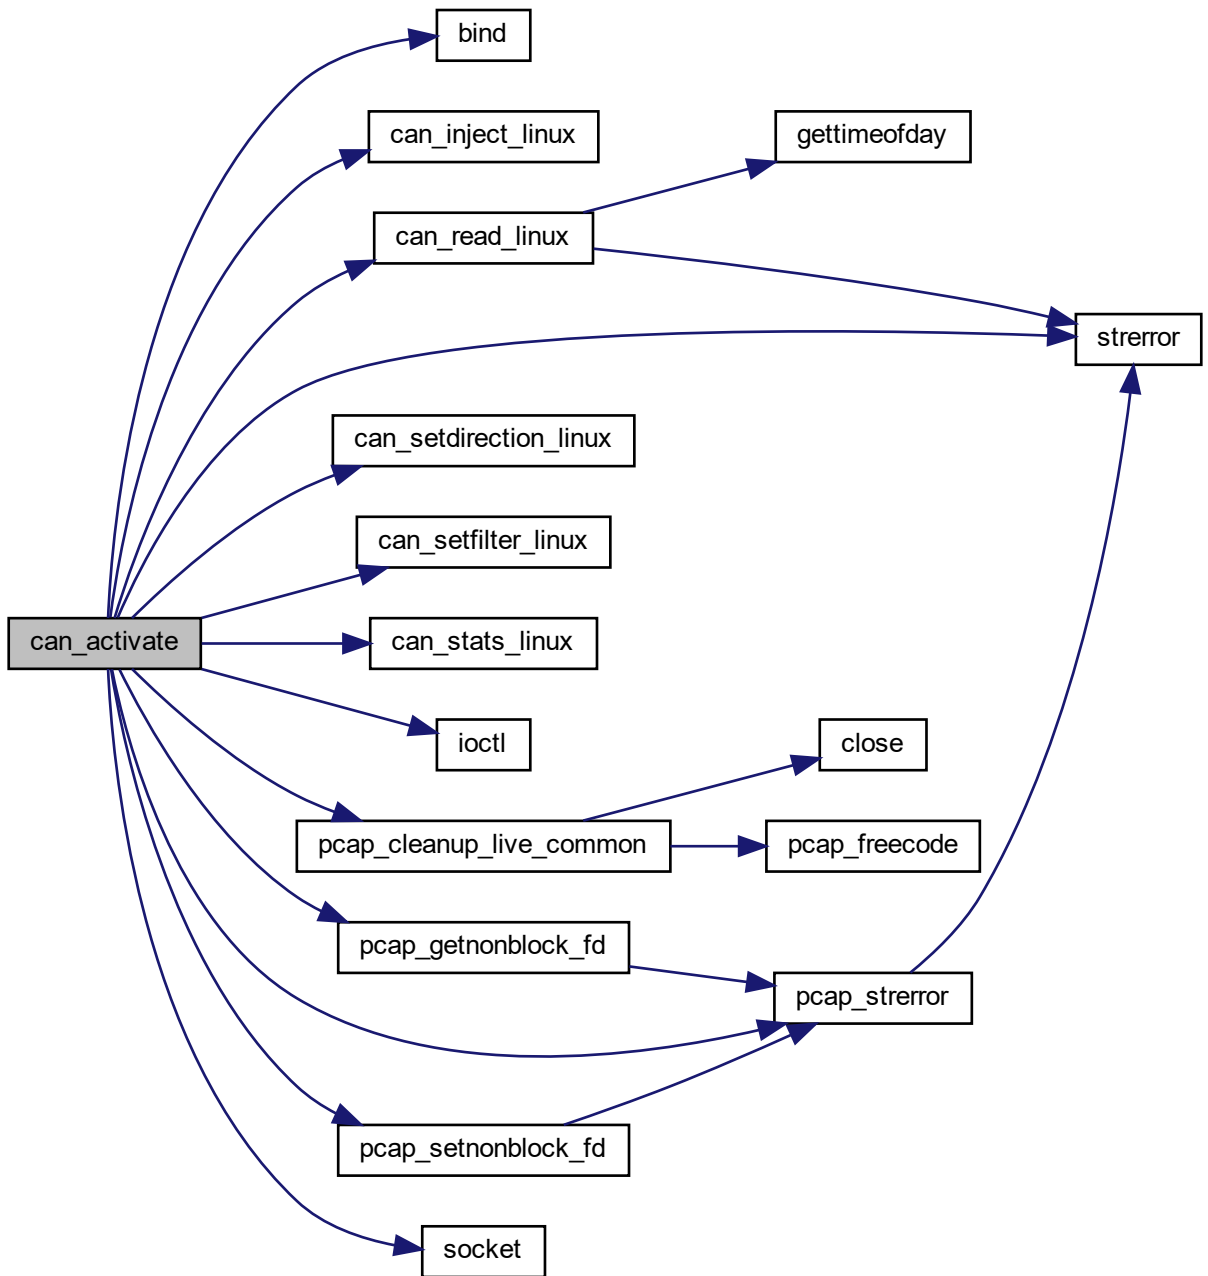 bind
can_inject_linux
gettimeofday
can_read_linux
strerror
can_setdirection_linux
can_setfilter_linux
can_activate
can_stats_linux
ioctl
close
pcap_cleanup_live_common
pcap_freecode
pcap_getnonblock_fd
pcap_strerror
pcap_setnonblock_fd
socket